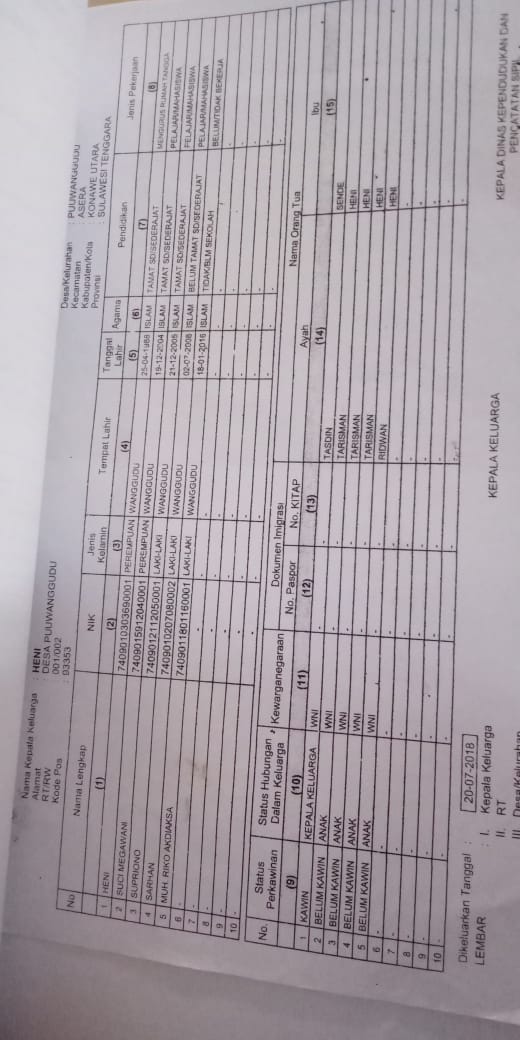 Nama Kepala Keluarga : HENI
Alamat : DESA PUUWANGGUDU
RT/RW : 001/002
Kode Pos : 93353
Desa/Kelurahan : PUUWANGGUDU
Kecamatan : ASERA
Kabupaten/Kota : KONAWE UTARA
Provinsi : SULAWESI TENGGARA
No Nama Lengkap NIK Jenis Kelamin Tempat Lahir Tanggal Lahir Agama Pendidikan Jenis Pekerjaan
(1) (2) (3) (4) (5) (6) (7) (8)
1 HENI 7409010303690001 PEREMPUAN WANGGUDU 25-04-1988 ISLAM TAMAT SD/SEDERAJAT MENGURUS RUMAH TANGGA
2 SUCI MEGAWANI 7409015912040001 PEREMPUAN WANGGUDU 19-12-2004 ISLAM TAMAT SD/SEDERAJAT PELAJAR/MAHASISWA
3 SUPRIONO 7409012112050001 LAKI-LAKI WANGGUDU 21-12-2005 ISLAM TAMAT SD/SEDERAJAT PELAJAR/MAHASISWA
4 SARHAN 7409010207080002 LAKI-LAKI WANGGUDU 02-07-2008 ISLAM BELUM TAMAT SD/SEDERAJAT PELAJAR/MAHASISWA
5 MUH. RIKO AKDIAKSA 7409011801160001 LAKI-LAKI WANGGUDU 18-01-2016 ISLAM TIDAK/BLM SEKOLAH BELUM/TIDAK BEKERJA
6 - - - - - - - -
7 - - - - - - - -
8 - - - - - - - -
9 - - - - - - - -
10 - - - - - - - -
No. Status Perkawinan Status Hubungan Dalam Keluarga Kewarganegaraan Dokumen Imigrasi Nama Orang Tua
No. Paspor No. KITAP Ayah Ibu
(9) (10) (11) (12) (13) (14) (15)
1 KAWIN KEPALA KELUARGA WNI - - TASDIN SENDE
2 BELUM KAWIN ANAK WNI - - TARISMAN HENI
3 BELUM KAWIN ANAK WNI - - TARISMAN HENI
4 BELUM KAWIN ANAK WNI - - TARISMAN HENI
5 BELUM KAWIN ANAK WNI - - RIDWAN HENI
6 - - - - - - -
7 - - - - - - -
8 - - - - - - -
9 - - - - - - -
10 - - - - - - -
Dikeluarkan Tanggal : 20-07-2018
LEMBAR : I. Kepala Keluarga
II. RT
III. Desa/Kelurahan
KEPALA KELUARGA
KEPALA DINAS KEPENDUDUKAN DAN
PENCATATAN SIPIL